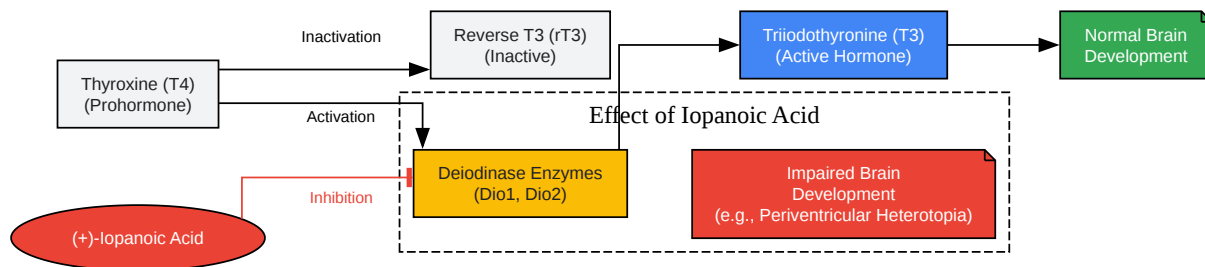 Inactivation
Reverse T3 (rT3)
(Inactive)
Triiodothyronine (T3)
(Active Hormone)
Normal Brain
Development
Thyroxine (T4)
(Prohormone)
Activation
Effect of Iopanoic Acid
Deiodinase Enzymes
(Dio1, Dio2)
Impaired Brain
Development
(e.g., Periventricular Heterotopia)
Inhibition
(+)-Iopanoic Acid